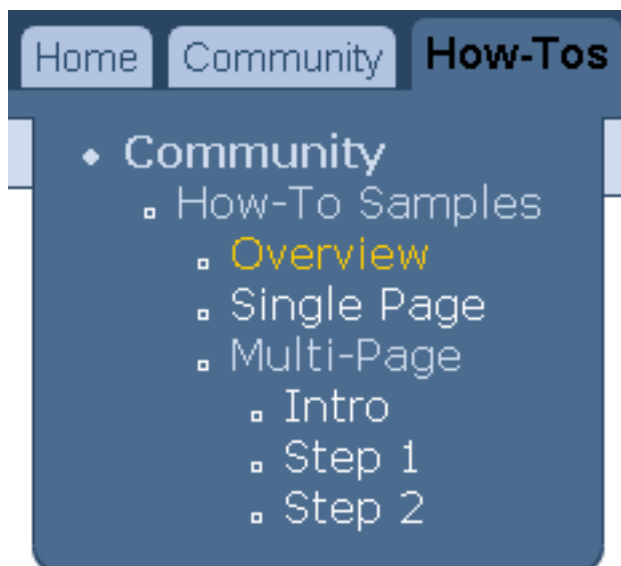 Home Community How-Tos
Community
How-To Samples
Overview
Single Page
Multi-Page
Intro
Step 1
Step 2